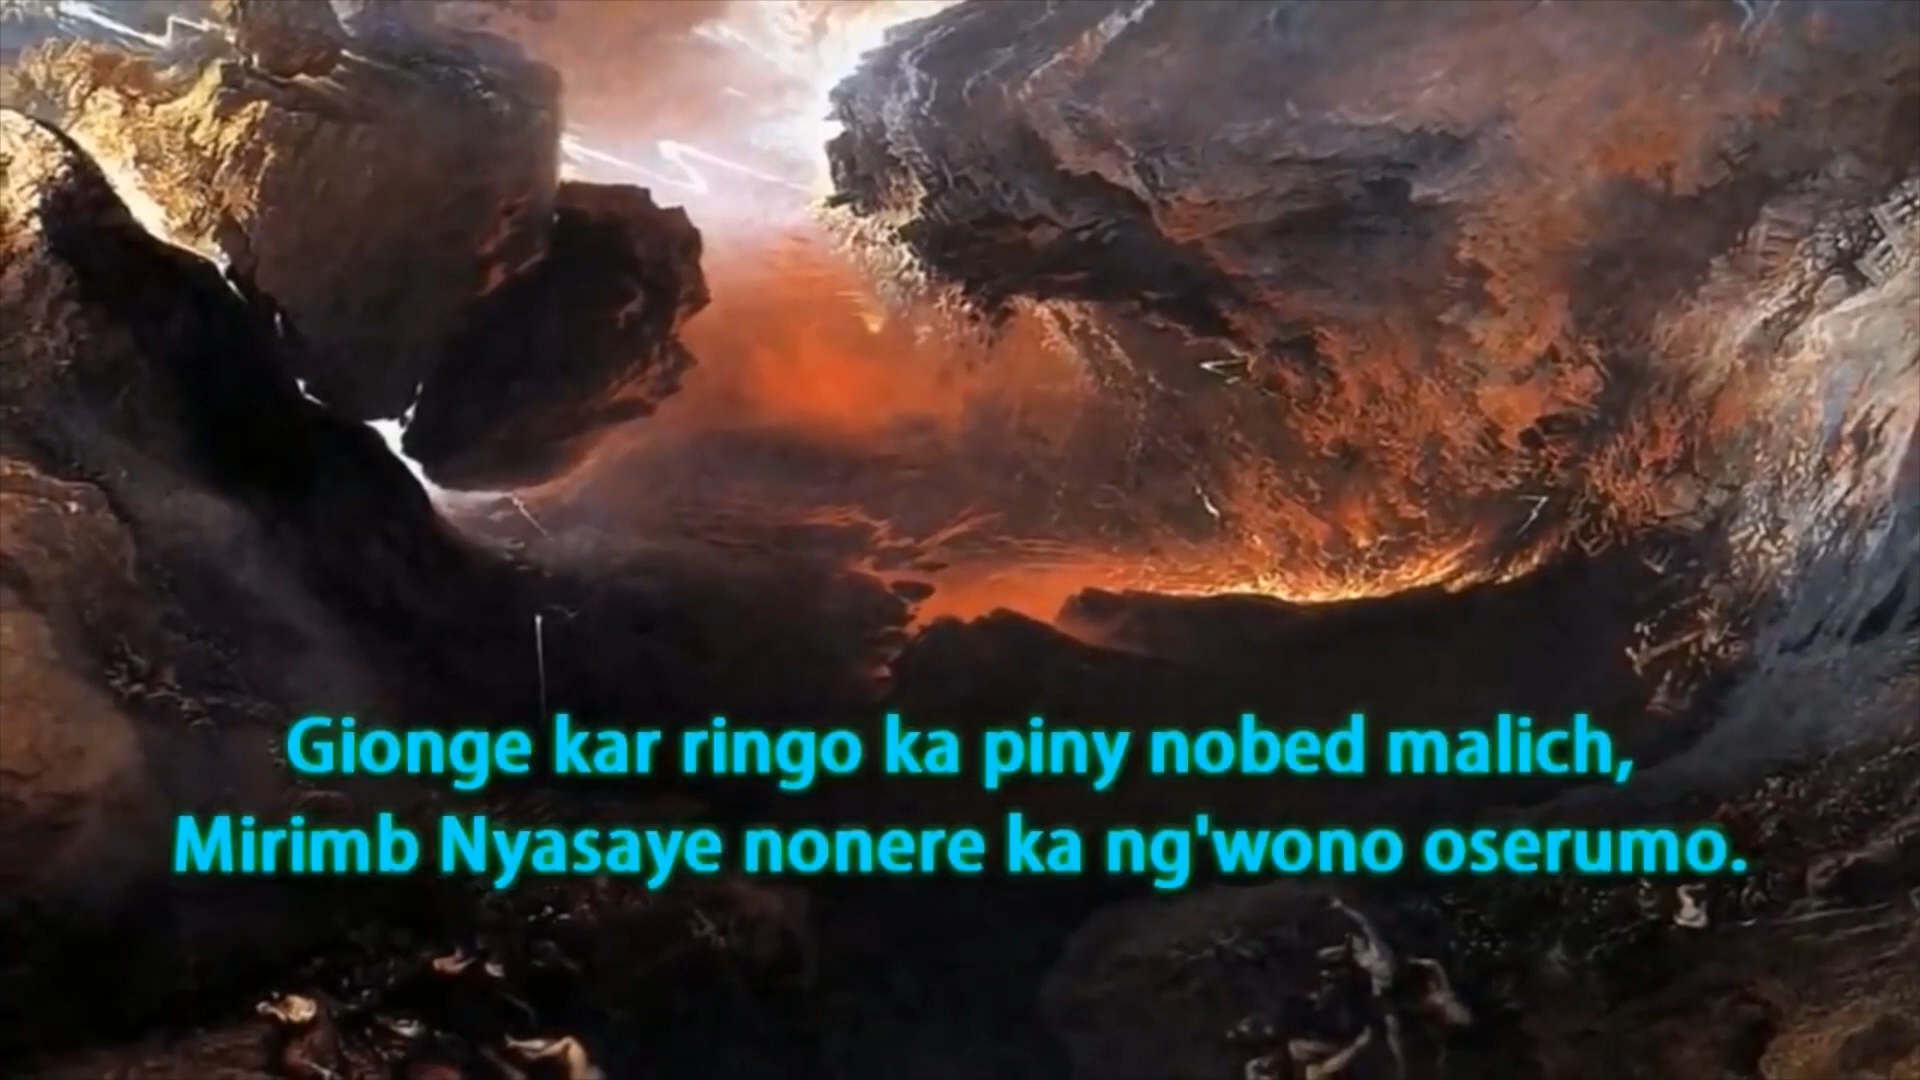 Gionge kar ringo ka piny nobed malich,
Mirimb Nyasaye nonere ka ng'wono oserumo.